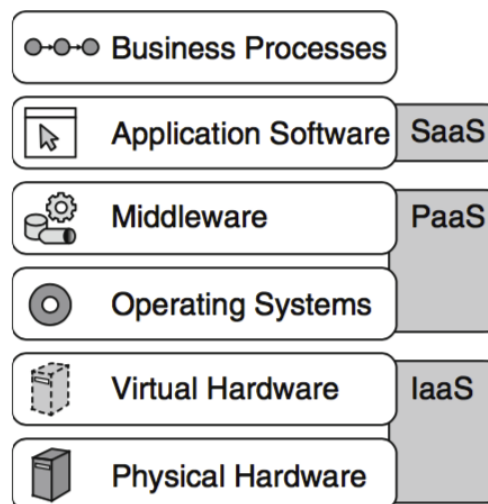 Business Processes
Application Software SaaS
Middleware PaaS
Operating Systems
Virtual Hardware IaaS
Physical Hardware